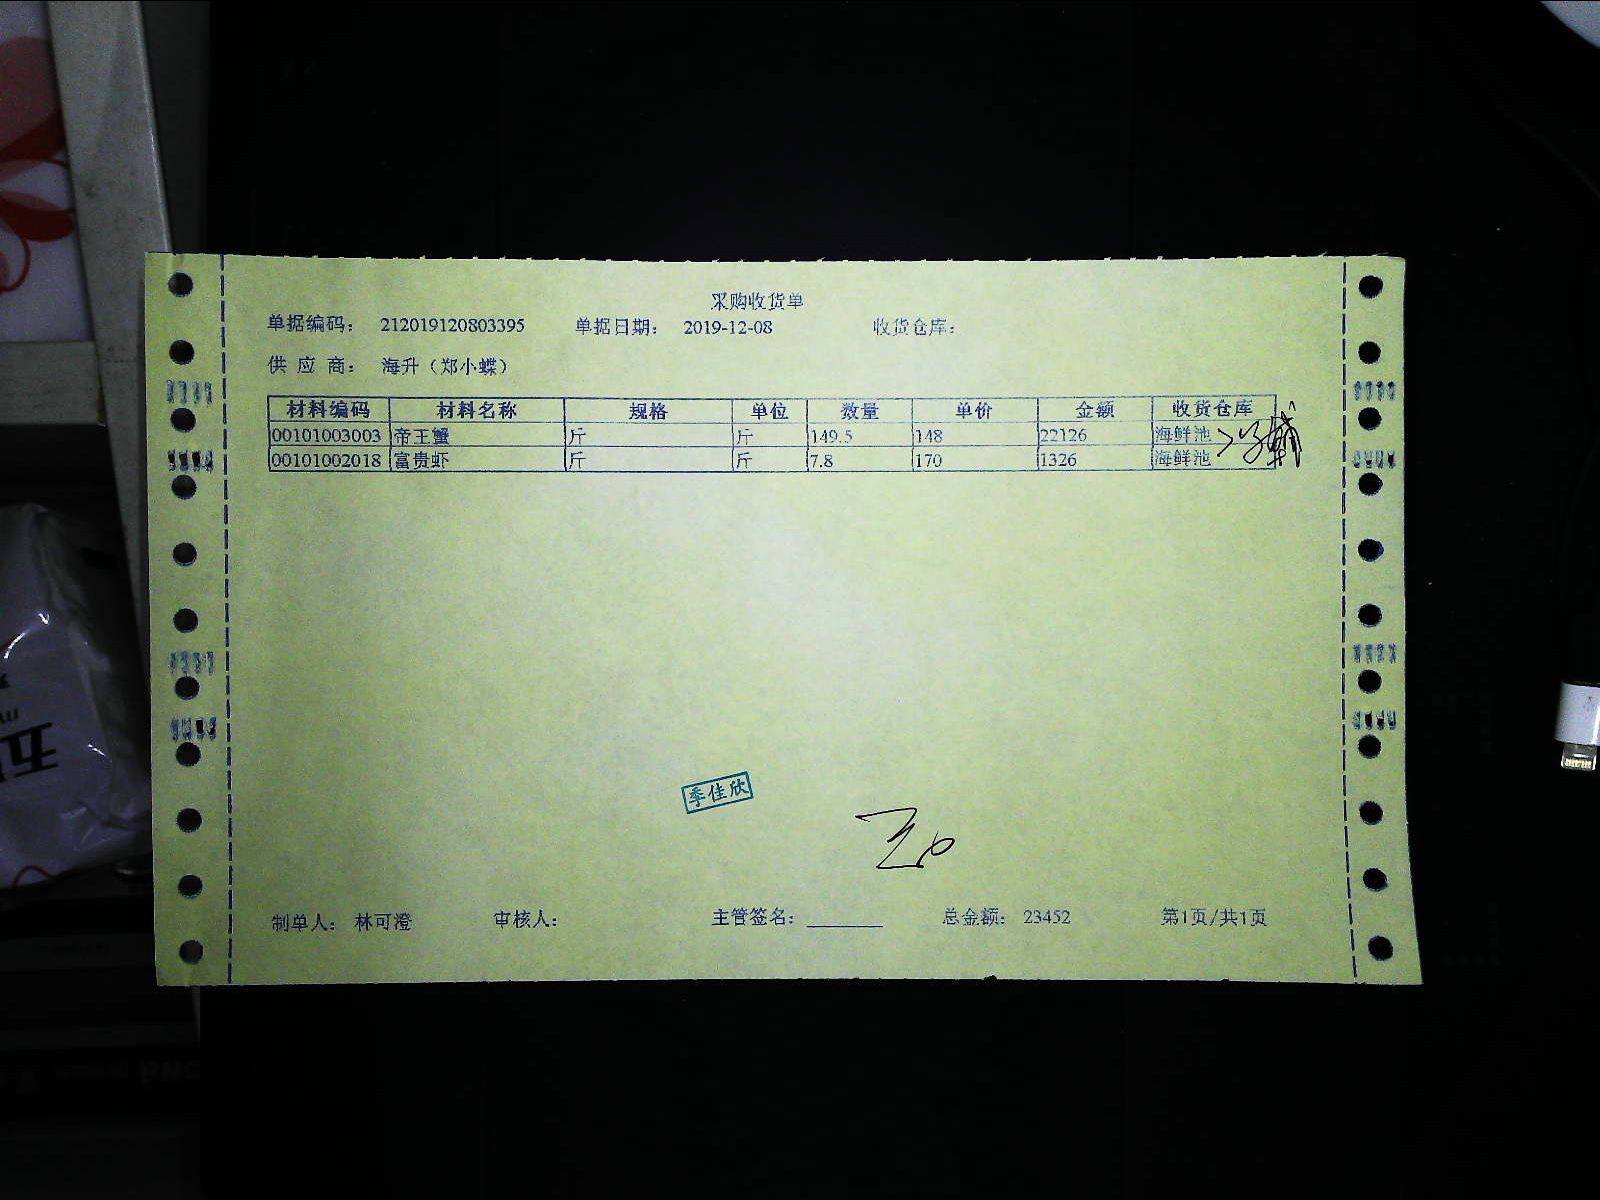 采购收货单
单据编码： 212019120803395 单据日期： 2019-12-08 收货仓库：
供 应 商： 海升（郑小蝶）
材料编码 材料名称 规格 单位 数量 单价 金额 收货仓库
00101003003 帝王蟹 斤 斤 149.5 148 22126 海鲜池
00101002018 富贵虾 斤 斤 7.8 170 1326 海鲜池
季佳欣
制单人： 林可澄 审核人： 主管签名： ________ 总金额： 23452 第1页/共1页
五